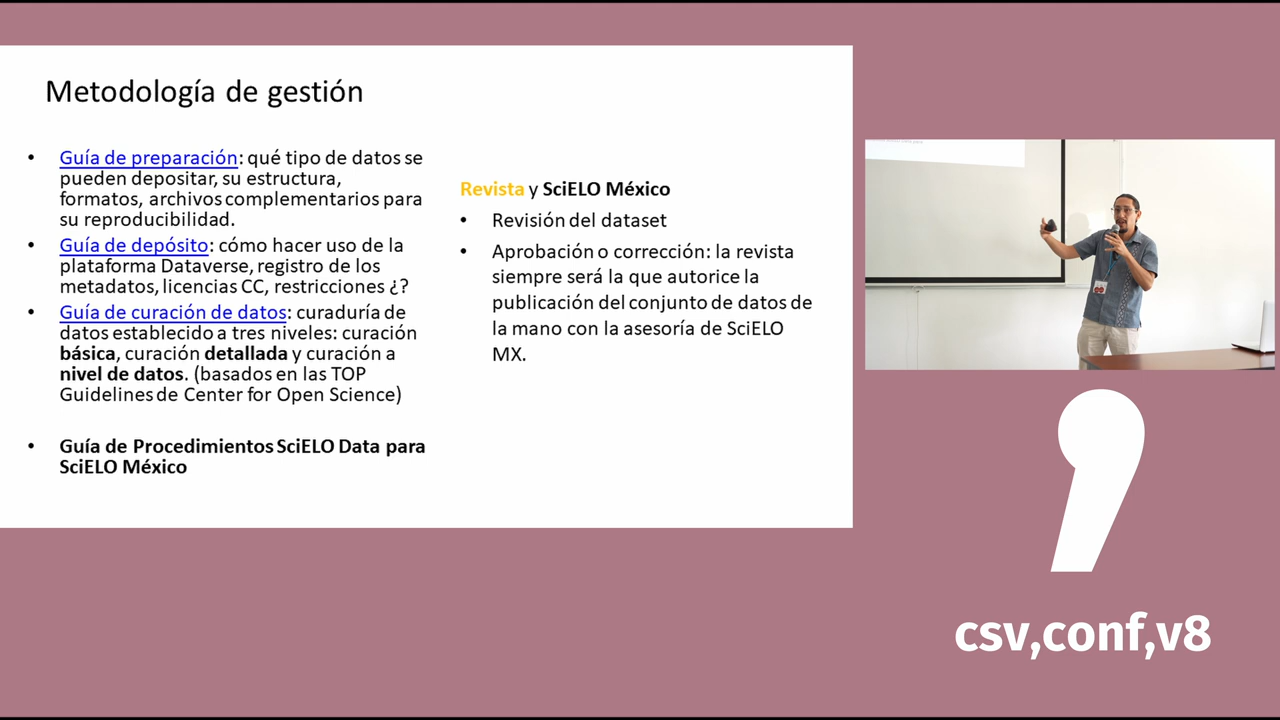 Metodología de gestión
• Guía de preparación: qué tipo de datos se
pueden depositar, su estructura,
formatos, archivos complementarios para
su reproducibilidad.
• Guía de depósito: cómo hacer uso de la
plataforma Dataverse, registro de los
metadatos, licencias CC, restricciones ¿?
• Guía de curación de datos: curaduría de
datos establecido a tres niveles: curación
básica, curación detallada y curación a
nivel de datos. (basados en las TOP
Guidelines de Center for Open Science)
• Guía de Procedimientos SciELO Data para
SciELO México
Revista y SciELO México
• Revisión del dataset
• Aprobación o corrección: la revista
siempre será la que autorice la
publicación del conjunto de datos de
la mano con la asesoría de SciELO
MX.
csv,conf,v8